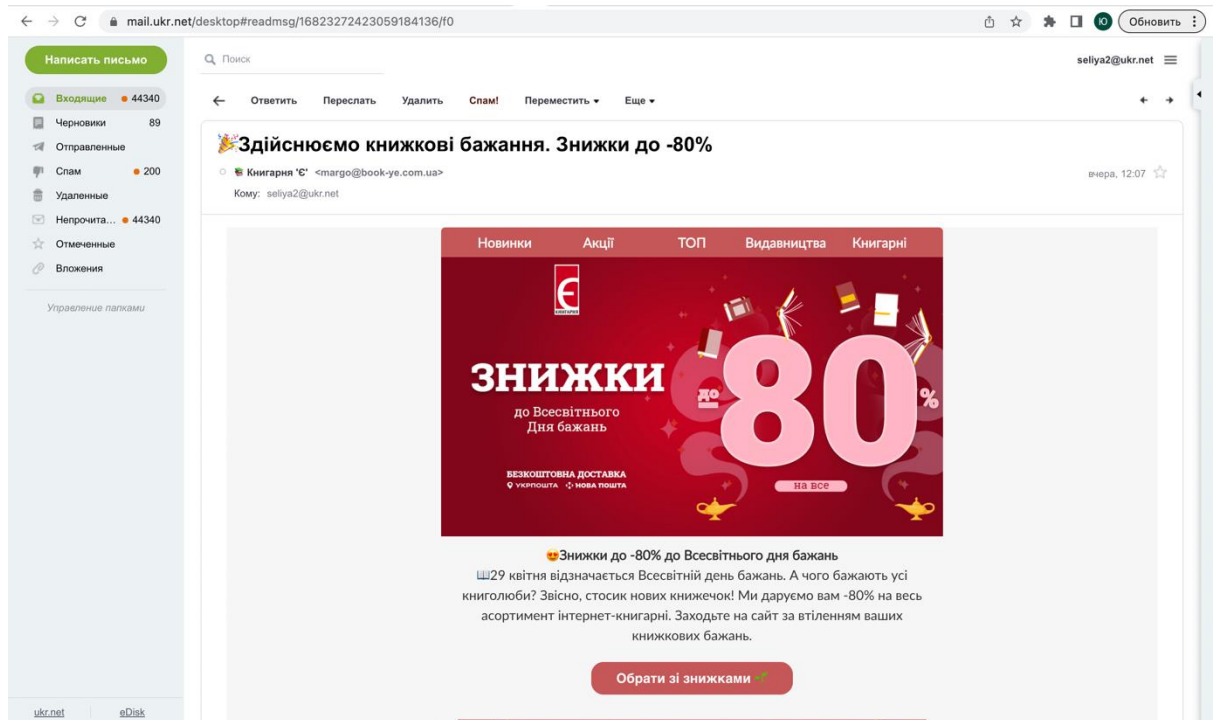 mail.ukr.net/desktop#readmsg/16823272423059184136/f0
Ю
Обновить
Написать письмо
Поиск
seliya2@ukr.net
Входящие 44340
Черновики 89
Отправленные
Спам 200
Удаленные
Непрочита... 44340
Отмеченные
Вложения
Управление папками
Ответить Переслать Удалить Спам! Переместить Еще
🎉Здійснюємо книжкові бажання. Знижки до -80%
📚 Книгарня 'Є' <margo@book-ye.com.ua>
вчера, 12:07
Кому: seliya2@ukr.net
Новинки Акції ТОП Видавництва Книгарні
Є
КНИГАРНЯ
ЗНИЖКИ
до 80%
до Всесвітнього
Дня бажань
БЕЗКОШТОВНА ДОСТАВКА
УКРПОШТА НОВА ПОШТА
на все
😍Знижки до -80% до Всесвітнього дня бажань
📖29 квітня відзначається Всесвітній день бажань. А чого бажають усі
книголюби? Звісно, стосик нових книжечок! Ми даруємо вам -80% на весь
асортимент інтернет-книгарні. Заходьте на сайт за втіленням ваших
книжкових бажань.
Обрати зі знижками 🌱
ukr.net eDisk